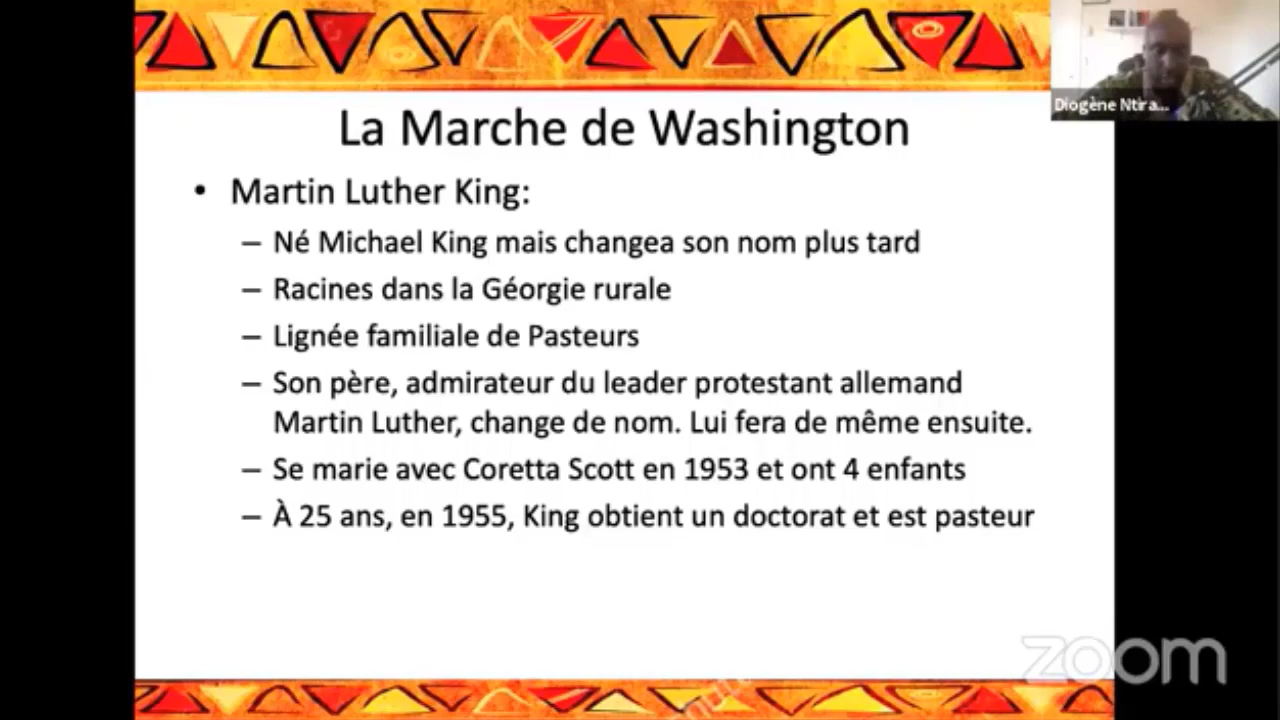 Diogène Ntira...
La Marche de Washington
• Martin Luther King:
– Né Michael King mais changea son nom plus tard
– Racines dans la Géorgie rurale
– Lignée familiale de Pasteurs
– Son père, admirateur du leader protestant allemand
Martin Luther, change de nom. Lui fera de même ensuite.
– Se marie avec Coretta Scott en 1953 et ont 4 enfants
– À 25 ans, en 1955, King obtient un doctorat et est pasteur
zoom